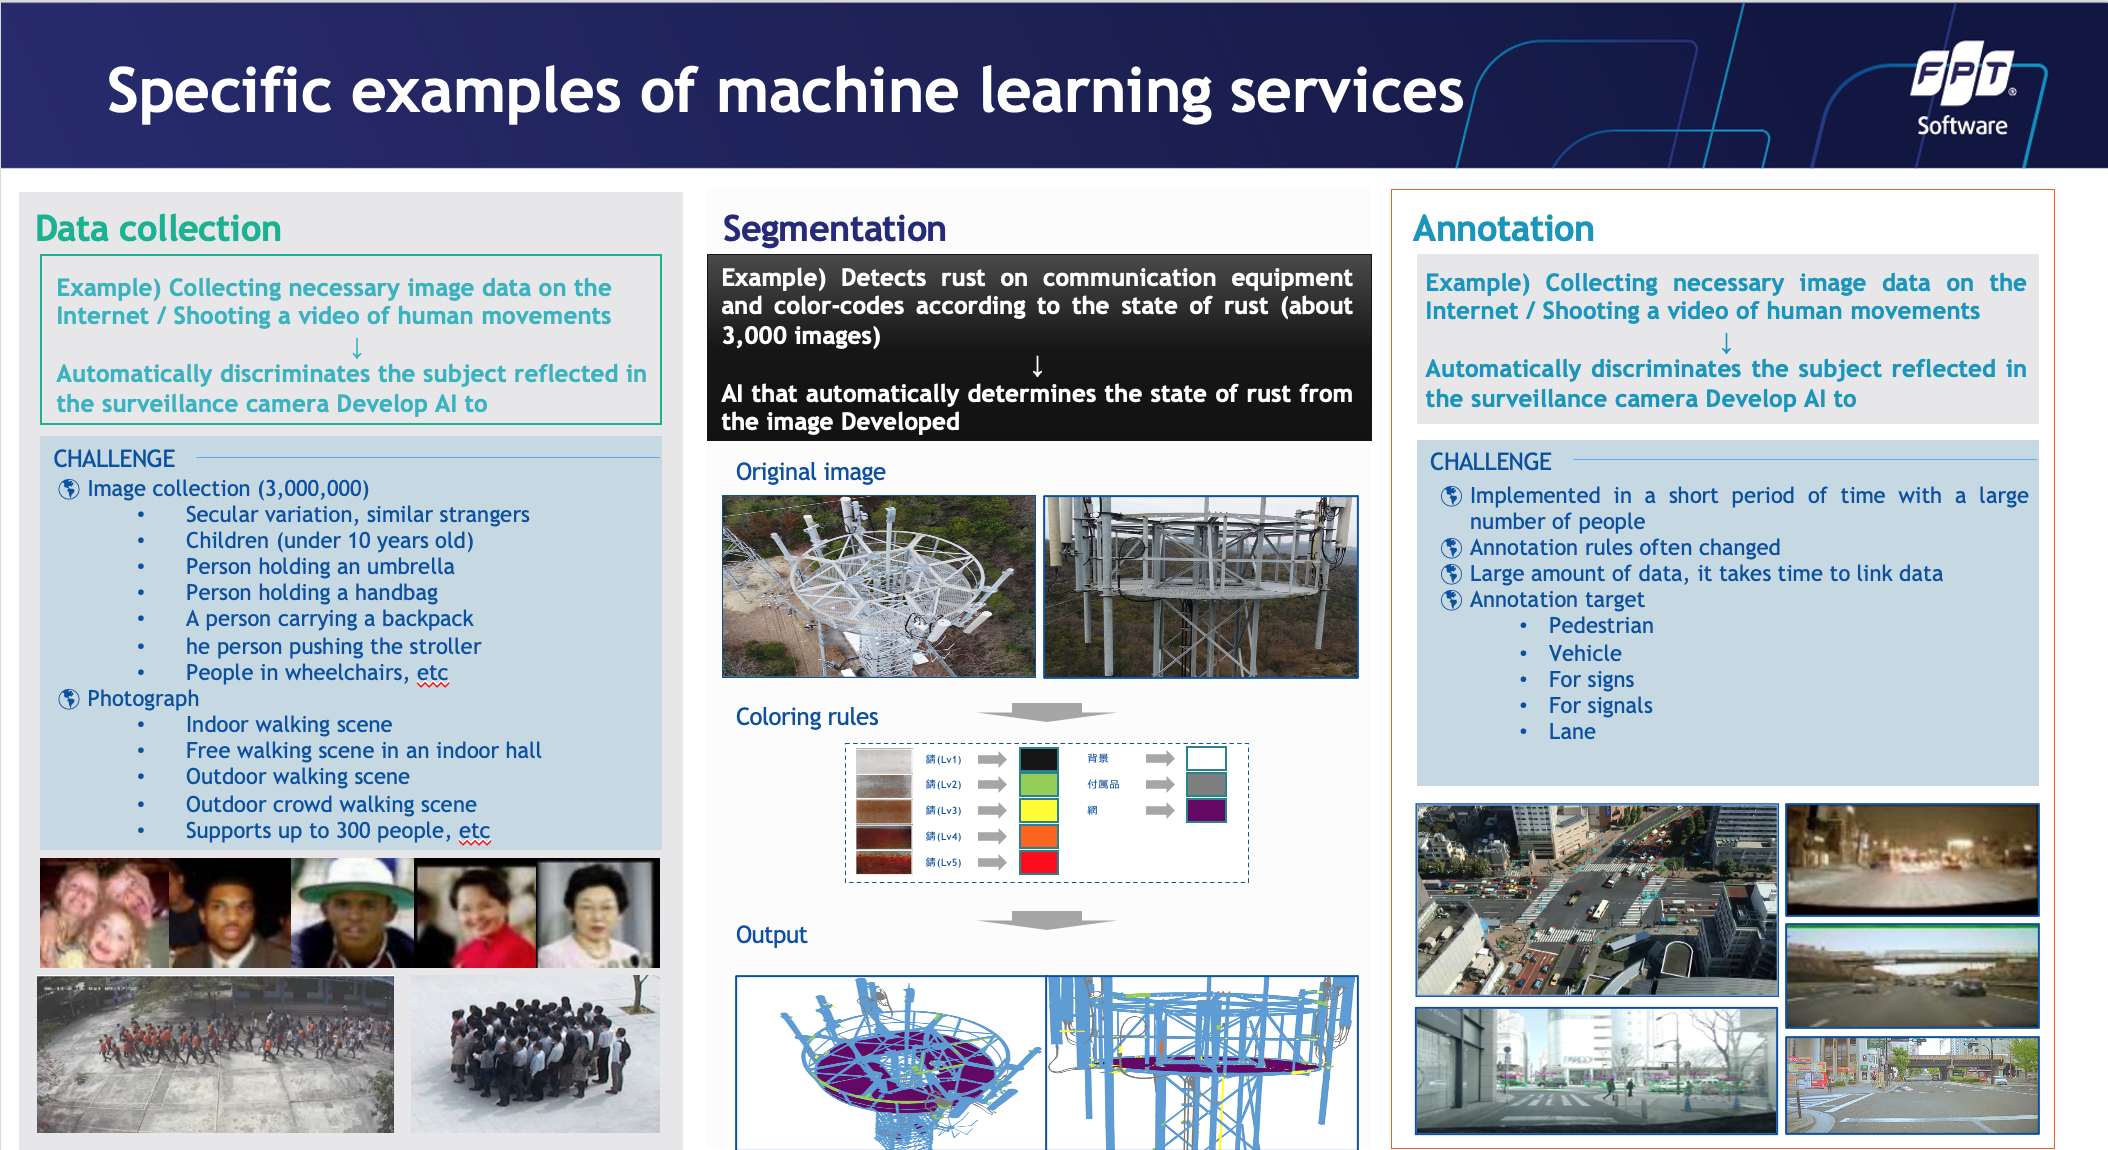 Specific examples of machine learning services
FPT
Software
Data collection
Example) Collecting necessary image data on the
Internet / Shooting a video of human movements
↓
Automatically discriminates the subject reflected in
the surveillance camera Develop AI to
CHALLENGE
Image collection (3,000,000)
• Secular variation, similar strangers
• Children (under 10 years old)
• Person holding an umbrella
• Person holding a handbag
• A person carrying a backpack
• he person pushing the stroller
• People in wheelchairs, etc
Photograph
• Indoor walking scene
• Free walking scene in an indoor hall
• Outdoor walking scene
• Outdoor crowd walking scene
• Supports up to 300 people, etc
Segmentation
Example) Detects rust on communication equipment
and color-codes according to the state of rust (about
3,000 images)
↓
AI that automatically determines the state of rust from
the image Developed
Original image
Coloring rules
錆(Lv1)
錆(Lv2)
錆(Lv3)
錆(Lv4)
錆(Lv5)
背景
付属品
網
Output
Annotation
Example) Collecting necessary image data on the
Internet / Shooting a video of human movements
↓
Automatically discriminates the subject reflected in
the surveillance camera Develop AI to
CHALLENGE
Implemented in a short period of time with a large
number of people
Annotation rules often changed
Large amount of data, it takes time to link data
Annotation target
• Pedestrian
• Vehicle
• For signs
• For signals
• Lane